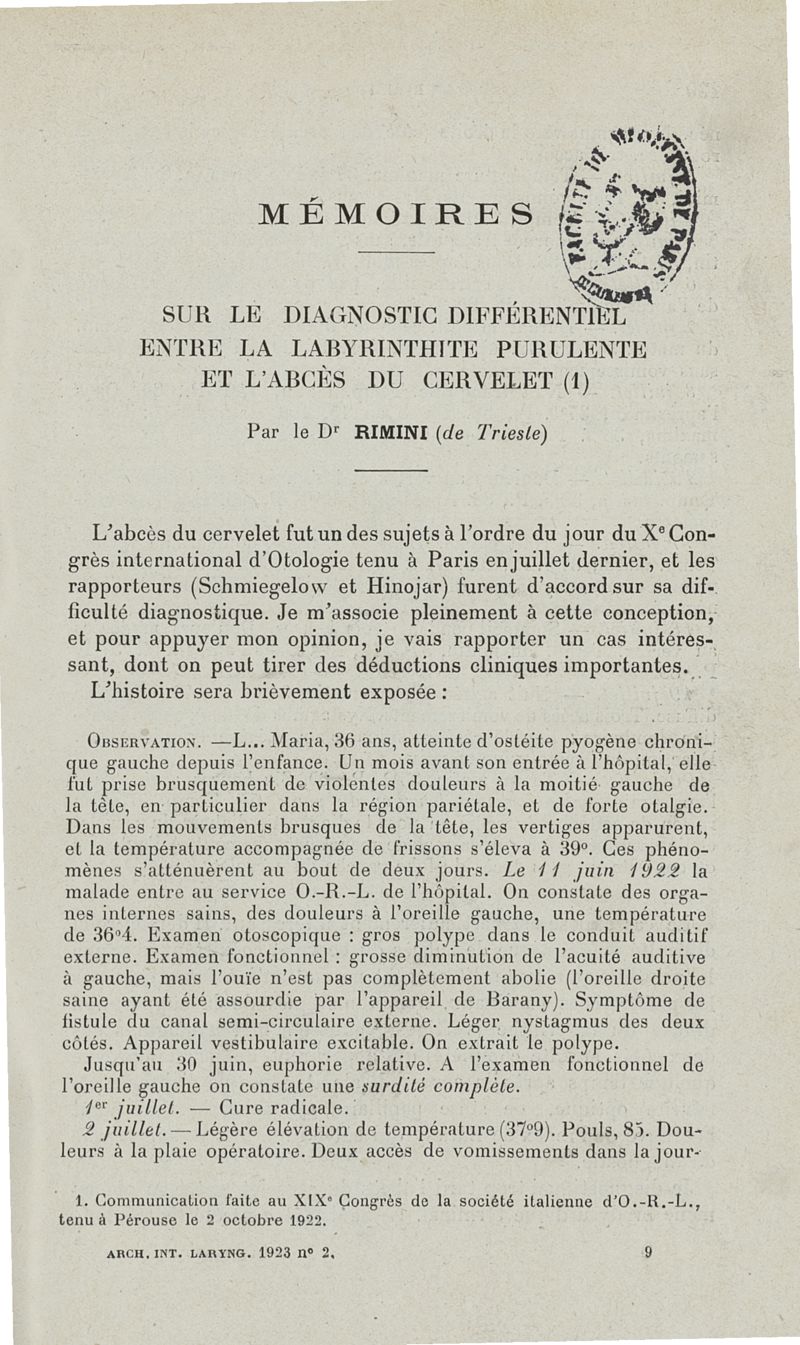 MÉMOIRES
FACULTÉ DE MÉDECINE DE PARIS
SUR LE DIAGNOSTIC DIFFÉRENTIEL
ENTRE LA LABYRINTHITE PURULENTE
ET L'ABCÈS DU CERVELET (1)
Par le Dr RIMINI (de Trieste)
L'abcès du cervelet fut un des sujets à l'ordre du jour du Xe Con-
grès international d'Otologie tenu à Paris en juillet dernier, et les
rapporteurs (Schmiegelow et Hinojar) furent d'accord sur sa dif-
ficulté diagnostique. Je m'associe pleinement à cette conception,
et pour appuyer mon opinion, je vais rapporter un cas intéres-
sant, dont on peut tirer des déductions cliniques importantes.
L'histoire sera brièvement exposée :
OBSERVATION. — L... Maria, 36 ans, atteinte d'ostéite pyogène chroni-
que gauche depuis l'enfance. Un mois avant son entrée à l'hôpital, elle
fut prise brusquement de violentes douleurs à la moitié gauche de
la tête, en particulier dans la région pariétale, et de forte otalgie.
Dans les mouvements brusques de la tête, les vertiges apparurent,
et la température accompagnée de frissons s'éleva à 39°. Ces phéno-
mènes s'atténuèrent au bout de deux jours. Le 11 juin 1922 la
malade entre au service O.-R.-L. de l'hôpital. On constate des orga-
nes internes sains, des douleurs à l'oreille gauche, une température
de 36°4. Examen otoscopique : gros polype dans le conduit auditif
externe. Examen fonctionnel : grosse diminution de l'acuité auditive
à gauche, mais l'ouïe n'est pas complètement abolie (l'oreille droite
saine ayant été assourdie par l'appareil de Barany). Symptôme de
fistule du canal semi-circulaire externe. Léger nystagmus des deux
côtés. Appareil vestibulaire excitable. On extrait le polype.
Jusqu'au 30 juin, euphorie relative. A l'examen fonctionnel de
l'oreille gauche on constate une surdité complète.
1er juillet. — Cure radicale.
2 juillet. — Légère élévation de température (37°9). Pouls, 85. Dou-
leurs à la plaie opératoire. Deux accès de vomissements dans la jour-
1. Communication faite au XIXe Congrès de la société italienne d'O.-R.-L.,
tenu à Pérouse le 2 octobre 1922.
ARCH. INT. LARYNG. 1923 n° 2. 9